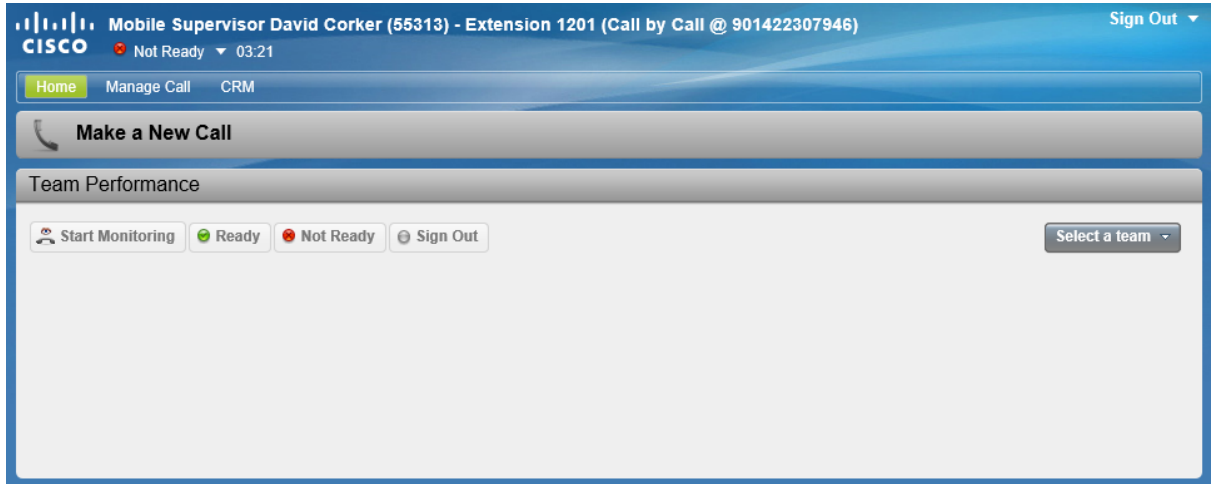 Mobile Supervisor David Corker (55313) - Extension 1201 (Call by Call @ 901422307946)
Sign Out
CISCO
Not Ready 03:21
Home Manage Call CRM
Make a New Call
Team Performance
Start Monitoring Ready Not Ready Sign Out Select a team